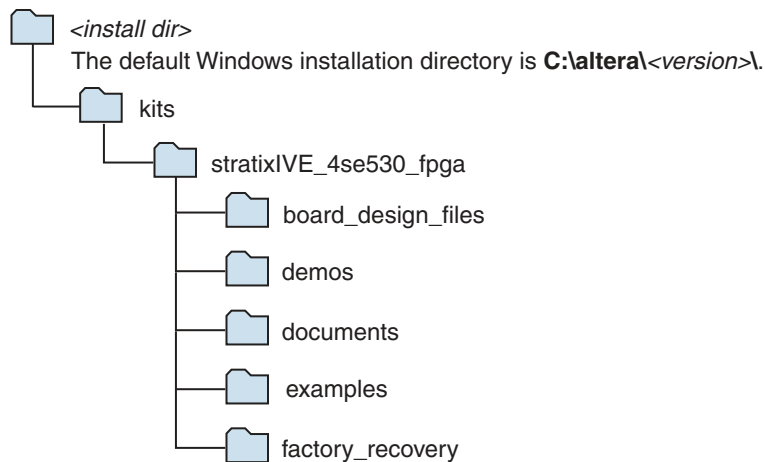 <install dir>
The default Windows installation directory is C:\altera\<version>\.
kits
stratixIVE_4se530_fpga
board_design_files
demos
documents
examples
factory_recovery